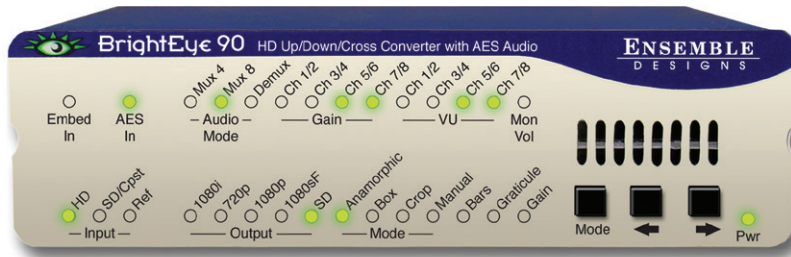 BrightEye 90 HD Up/Down/Cross Converter with AES Audio
ENSEMBLE
DESIGNS
Mux 4 Mux 8 Demux Ch 1/2 Ch 3/4 Ch 5/6 Ch 7/8 Ch 1/2 Ch 3/4 Ch 5/6 Ch 7/8
Embed In
AES In
Audio Mode
Gain
VU
Mon Vol
HD SD/Cpst Ref 1080i 720p 1080p 1080sF SD Anamorphic Box Crop Manual Bars Graticule Gain
Input
Output
Mode
Mode
Pwr